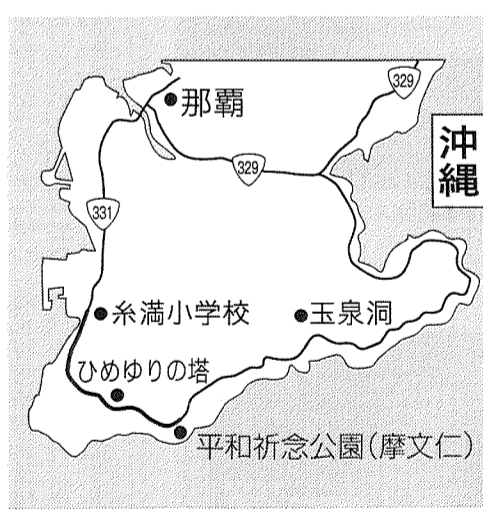 329
那覇
沖縄
329
331
糸満小学校
玉泉洞
ひめゆりの塔
平和祈念公園(摩文仁)